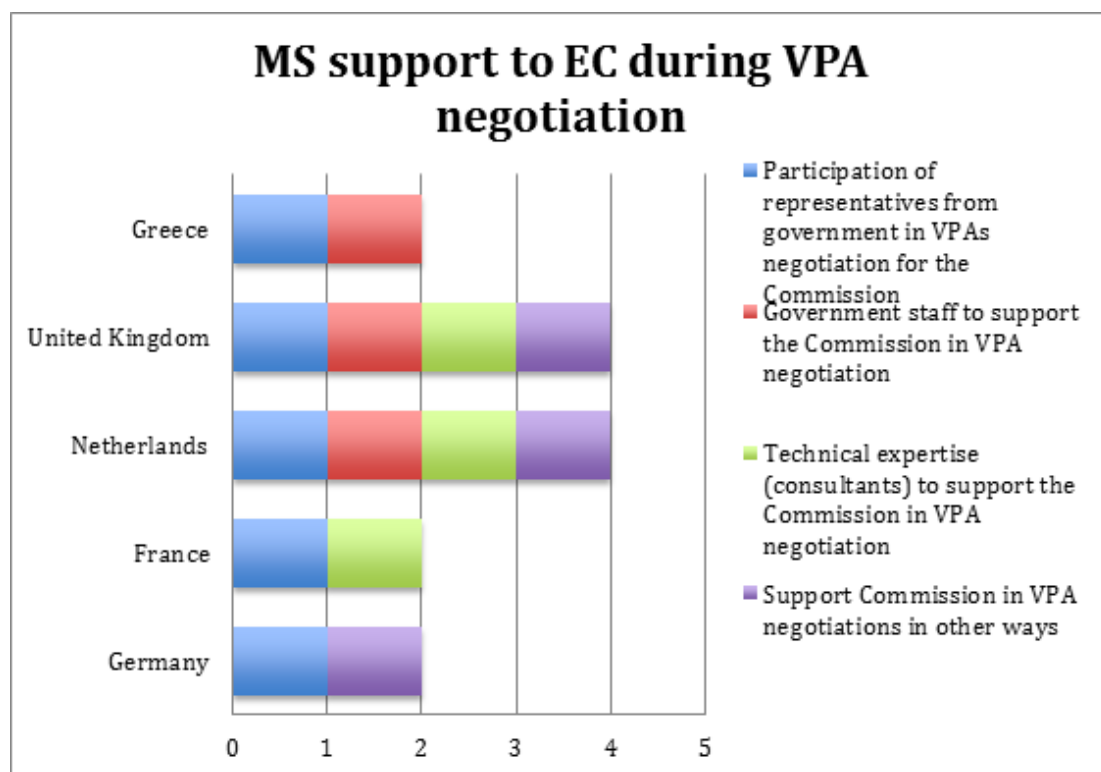 MS support to EC during VPA
negotiation
Greece
United Kingdom
Netherlands
France
Germany
0 1 2 3 4 5
Participation of
representatives from
government in VPAs
negotiation for the
Commission
Government staff to support
the Commission in VPA
negotiation
Technical expertise
(consultants) to support the
Commission in VPA
negotiation
Support Commission in VPA
negotiations in other ways